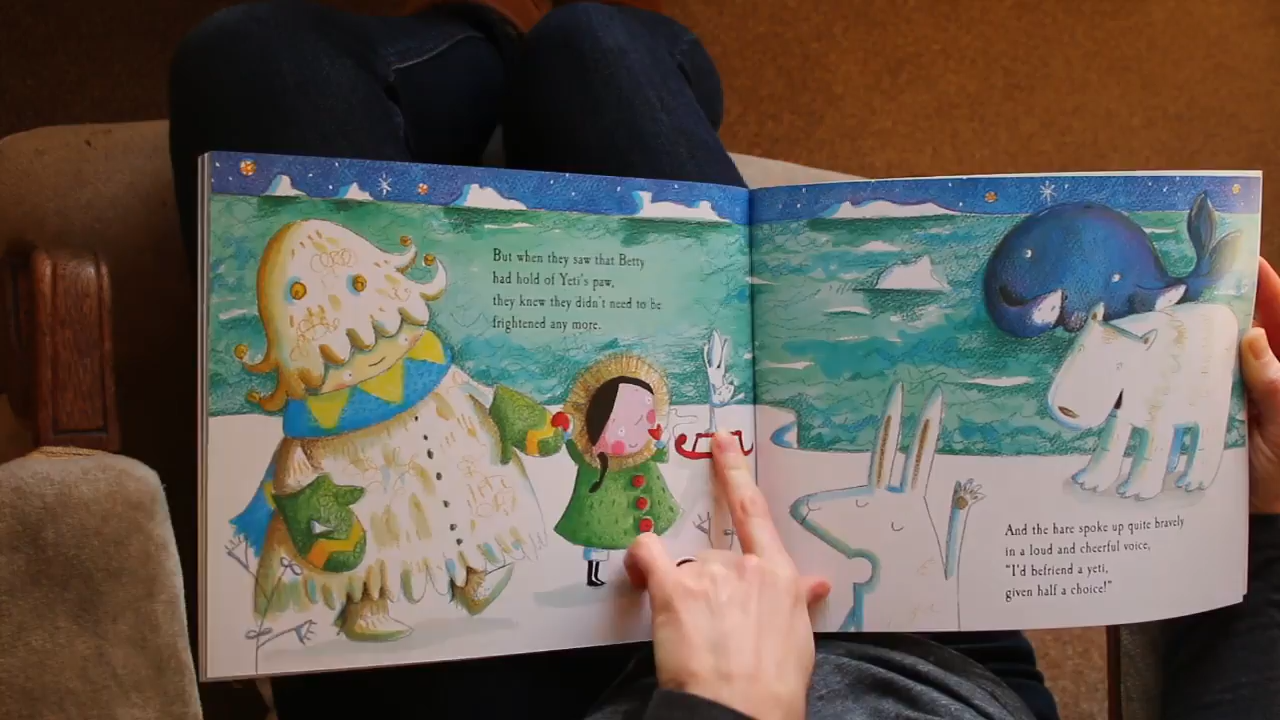 But when they saw that Betty
had hold of Yeti's paw,
they knew they didn't need to be
frightened any more.
And the hare spoke up quite bravely
in a loud and cheerful voice,
"I'd befriend a yeti,
given half a choice!"